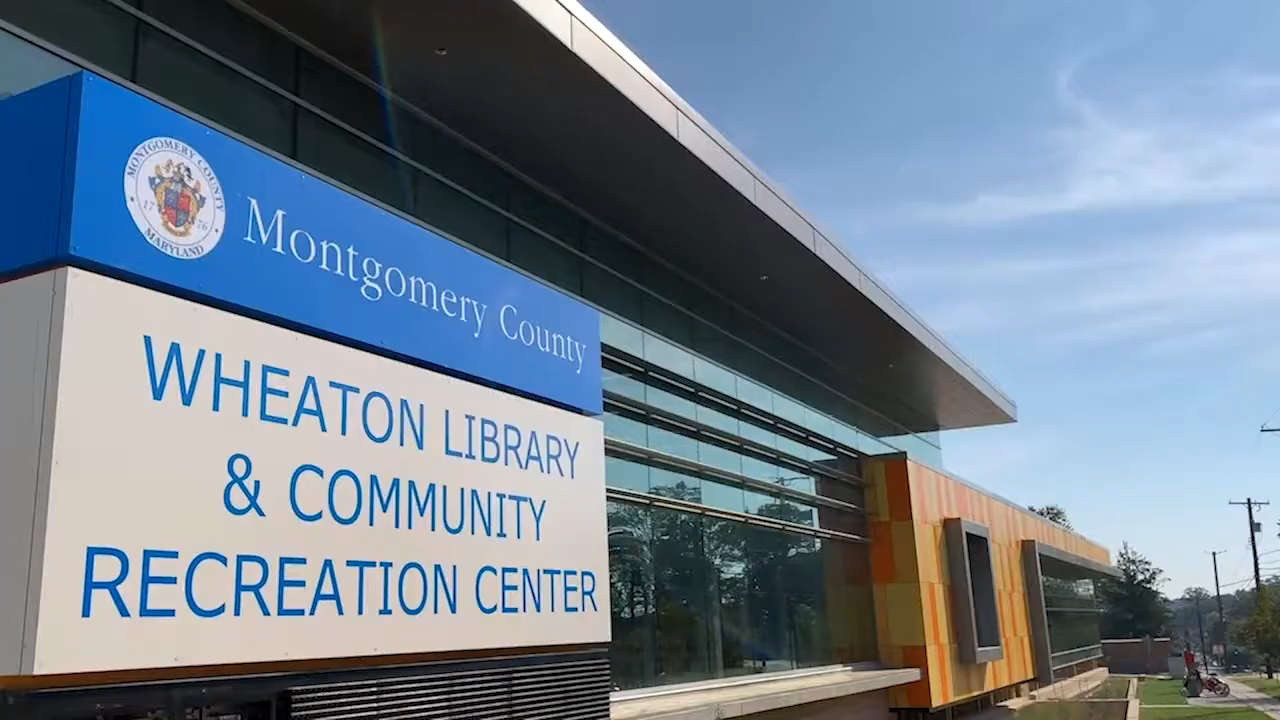 MONTGOMERY COUNTY
1776
MARYLAND
Montgomery County
WHEATON LIBRARY
& COMMUNITY
RECREATION CENTER